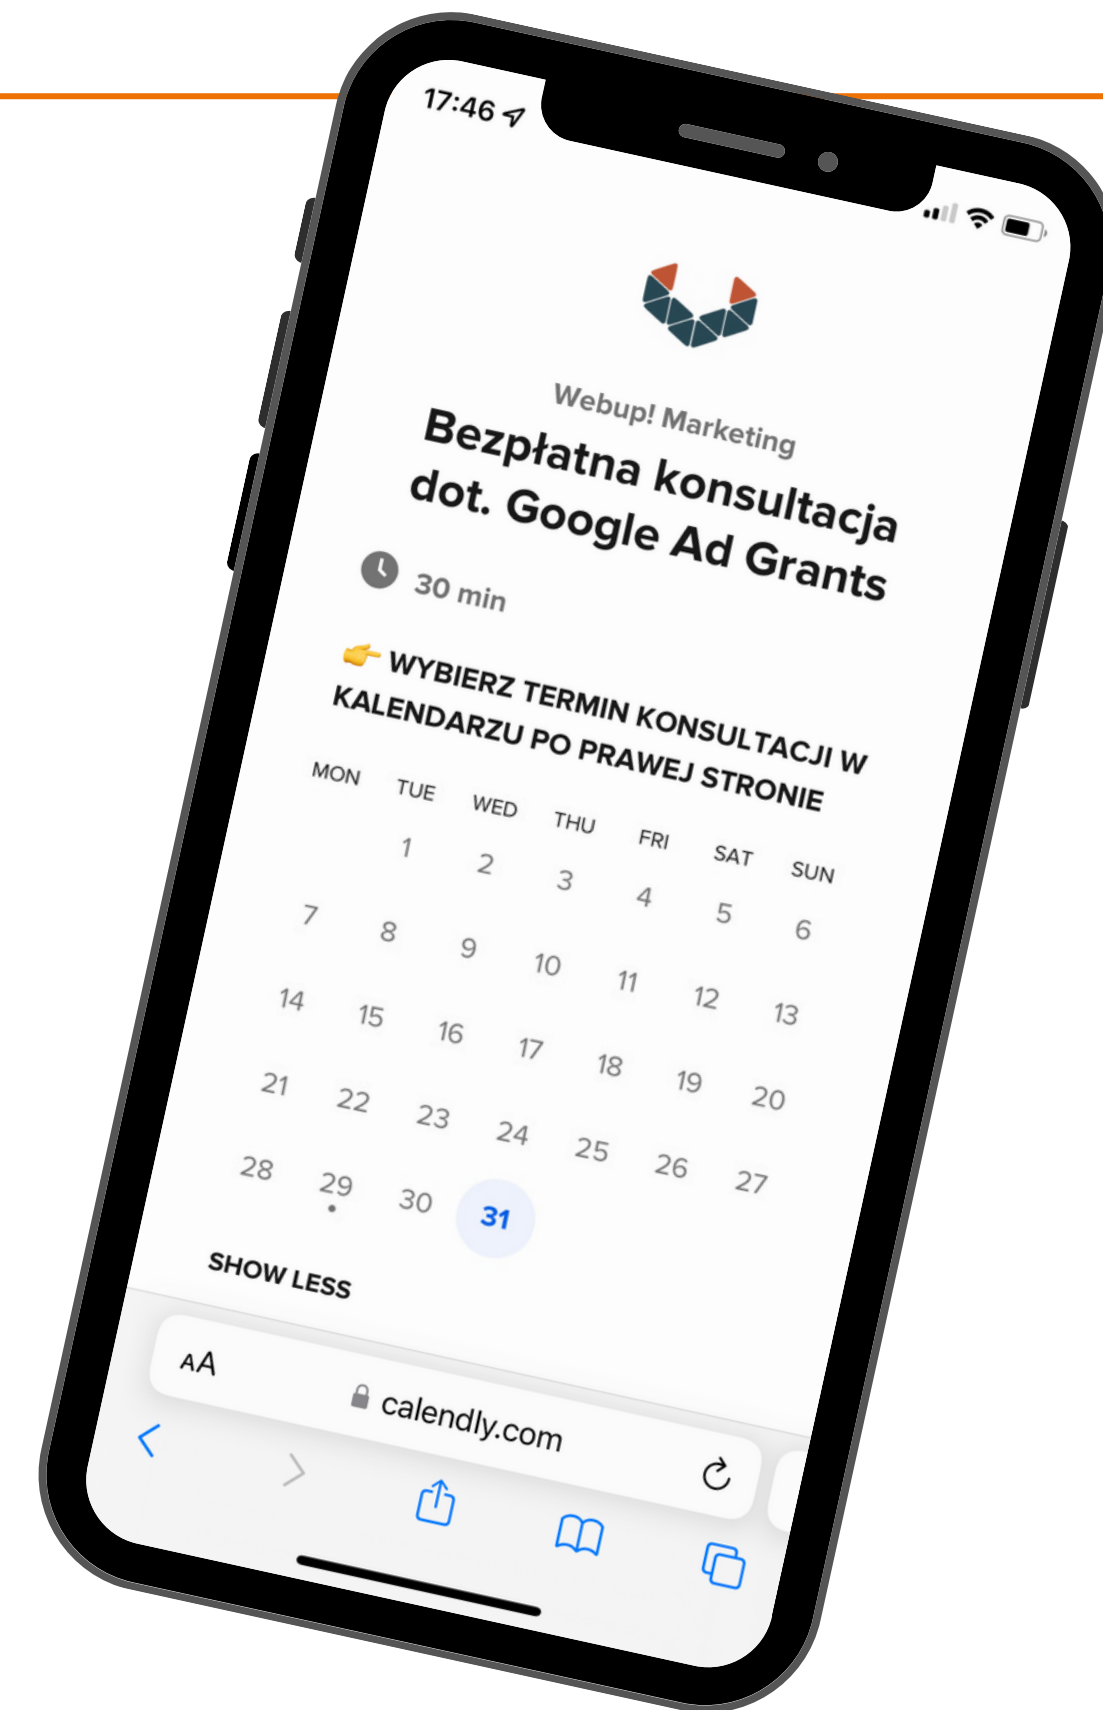 17:46
Webup! Marketing
Bezpłatna konsultacja
dot. Google Ad Grants
30 min
👉 WYBIERZ TERMIN KONSULTACJI W
KALENDARZU PO PRAWEJ STRONIE
MON TUE WED THU FRI SAT SUN
1 2 3 4 5 6
7 8 9 10 11 12 13
14 15 16 17 18 19 20
21 22 23 24 25 26 27
28 29 30 31
SHOW LESS
AA calendly.com